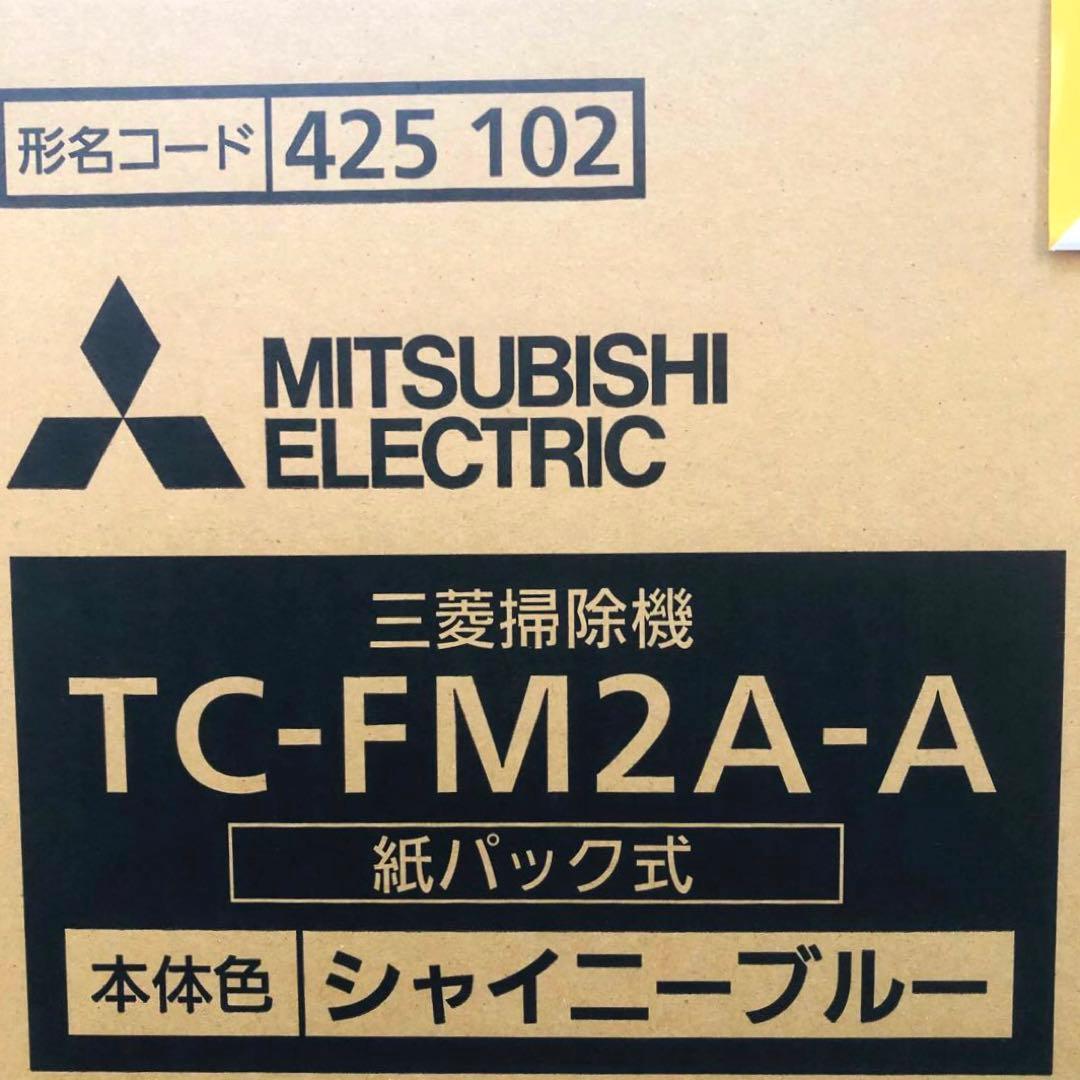 形名コード 425 102
MITSUBISHI
ELECTRIC
三菱掃除機
TC-FM2A-A
紙パック式
本体色 シャイニーブルー